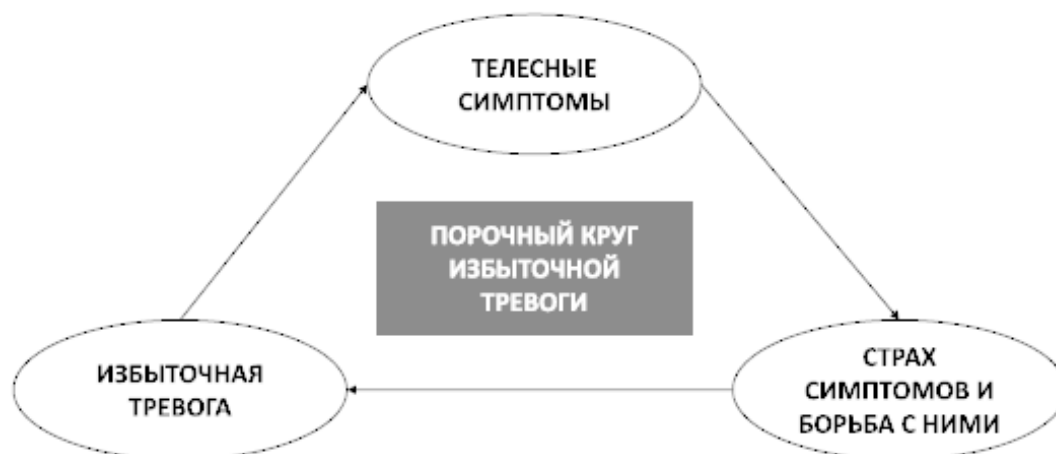 ТЕЛЕСНЫЕ
СИМПТОМЫ
ПОРОЧНЫЙ КРУГ
ИЗБЫТОЧНОЙ
ТРЕВОГИ
ИЗБЫТОЧНАЯ
ТРЕВОГА
СТРАХ
СИМПТОМОВ И
БОРЬБА С НИМИ